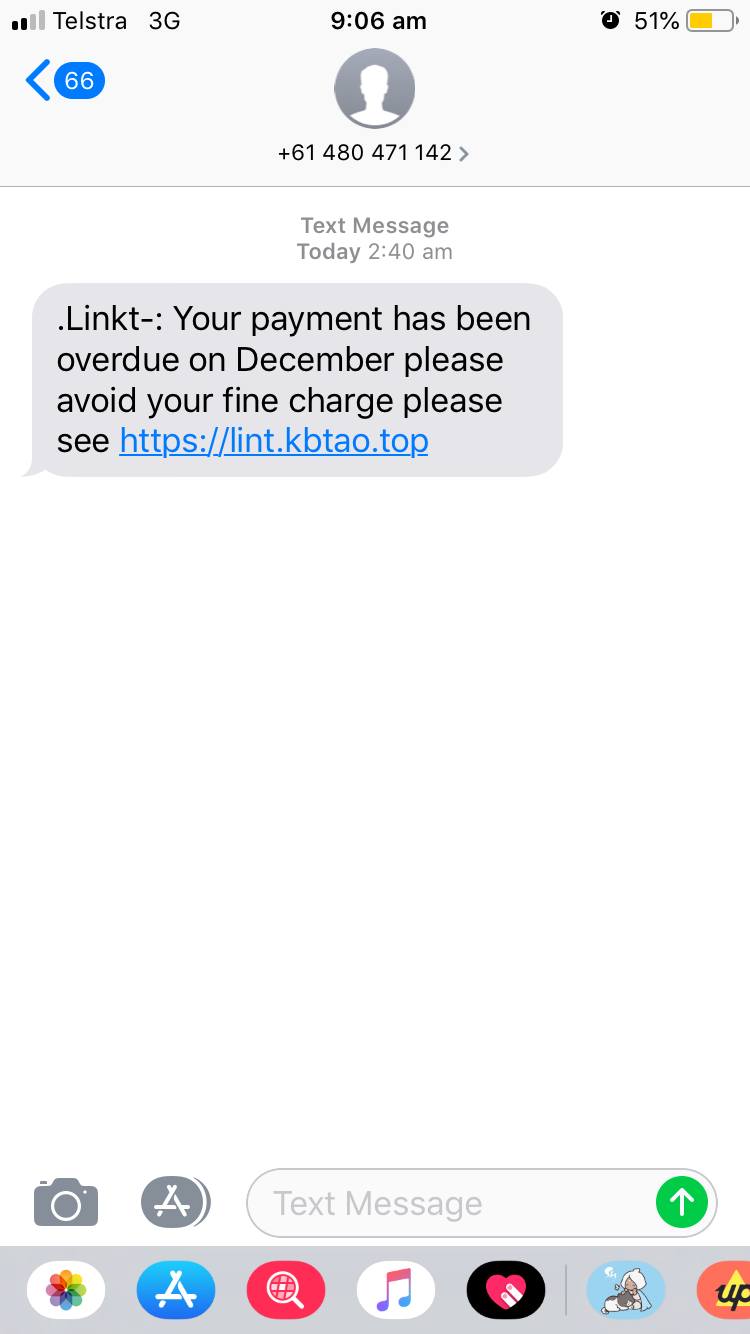 Telstra 3G 9:06 am 51%
66
+61 480 471 142
Text Message
Today 2:40 am
.Linkt-: Your payment has been
overdue on December please
avoid your fine charge please
see https://lint.kbtao.top
Text Message
up